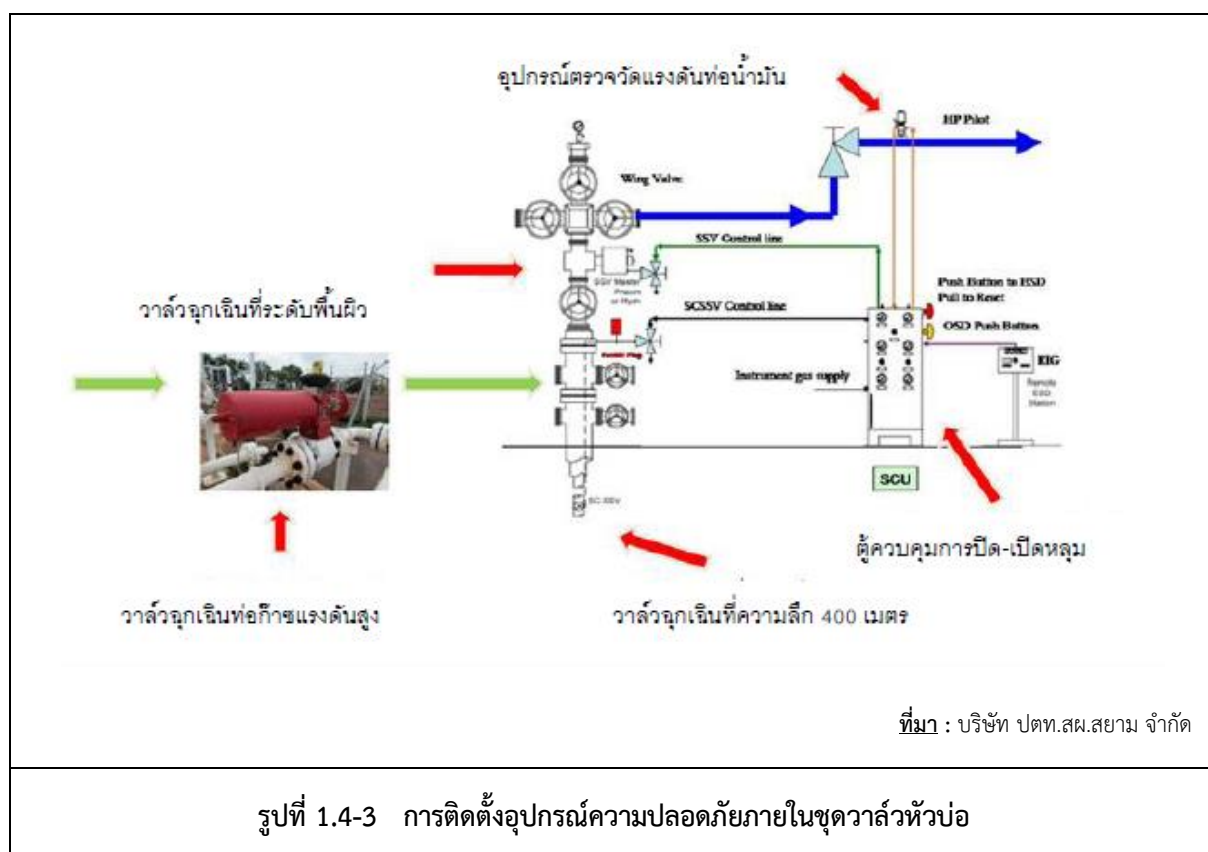 อุปกรณ์ตรวจวัดแรงดันท่อน้ำมัน
HP Pilot
Wing Valve
SSV Control line
วาล์วฉุกเฉินที่ระดับพื้นผิว
SSV Master
Push Button to ESD
Pull to Reset
SCSSV Control line
OSD Push Button
Instrument gas supply
Remote
ESD
Station
SCU
SC-SSV
ตู้ควบคุมการปิด-เปิดหลุม
วาล์วฉุกเฉินท่อก๊าซแรงดันสูง
วาล์วฉุกเฉินที่ความลึก 400 เมตร
ที่มา : บริษัท ปตท.สผ.สยาม จำกัด
รูปที่ 1.4-3 การติดตั้งอุปกรณ์ความปลอดภัยภายในชุดวาล์วหัวบ่อ